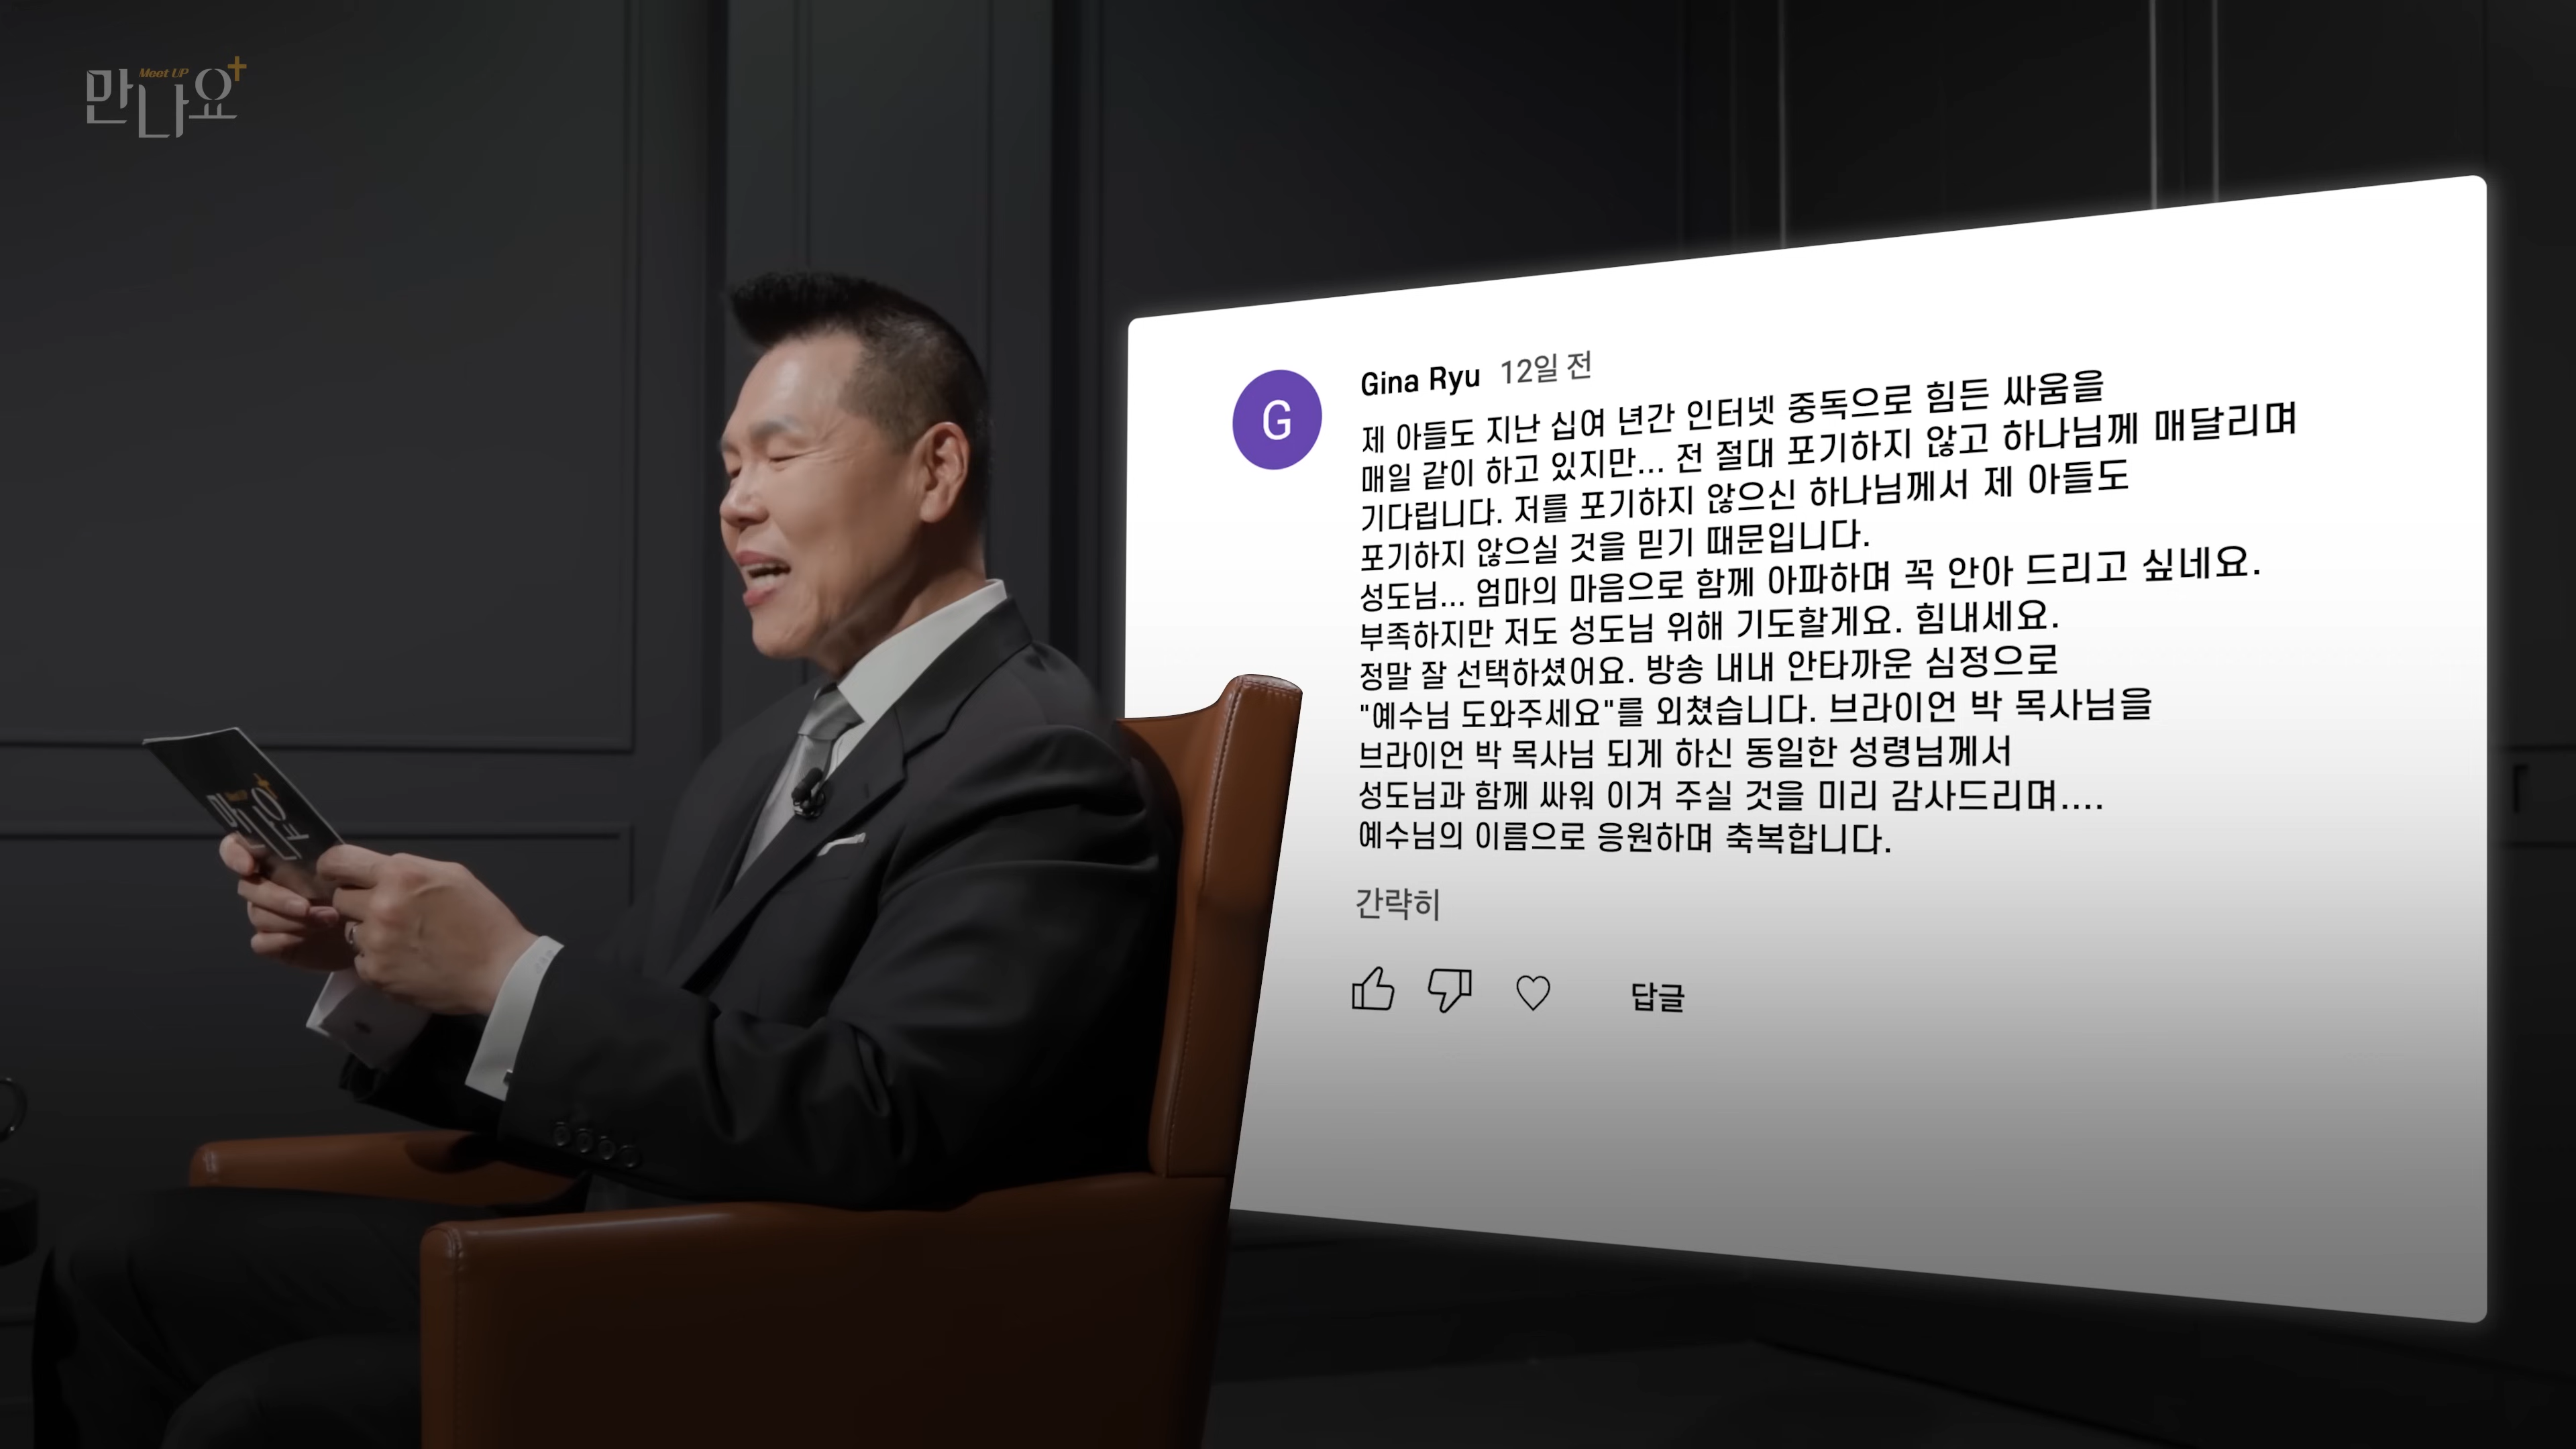 만나요
Meet UP
Gina Ryu 12일 전
G
제 아들도 지난 십여 년간 인터넷 중독으로 힘든 싸움을
매일 같이 하고 있지만... 전 절대 포기하지 않고 하나님께 매달리며
기다립니다. 저를 포기하지 않으신 하나님께서 제 아들도
포기하지 않으실 것을 믿기 때문입니다.
성도님... 엄마의 마음으로 함께 아파하며 꼭 안아 드리고 싶네요.
부족하지만 저도 성도님 위해 기도할게요. 힘내세요.
정말 잘 선택하셨어요. 방송 내내 안타까운 심정으로
"예수님 도와주세요"를 외쳤습니다. 브라이언 박 목사님을
브라이언 박 목사님 되게 하신 동일한 성령님께서
성도님과 함께 싸워 이겨 주실 것을 미리 감사드리며....
예수님의 이름으로 응원하며 축복합니다.
간략히
답글
만나요